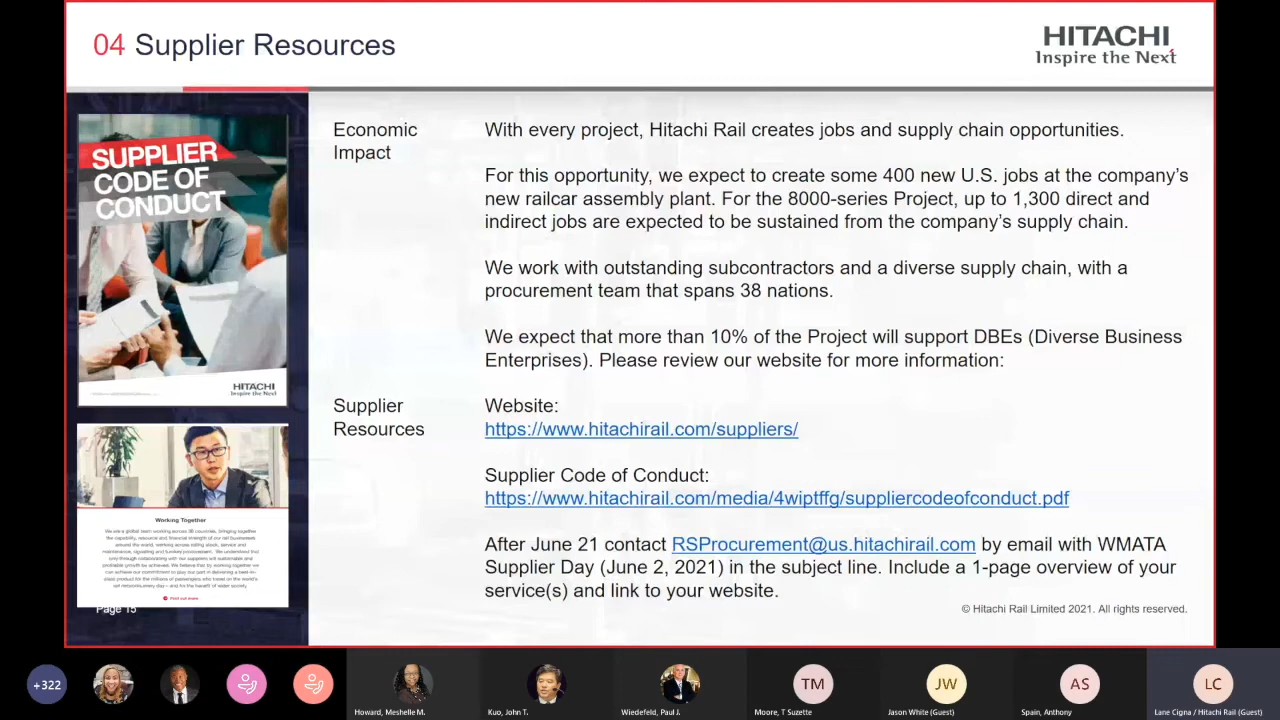 04 Supplier Resources
HITACHI
Inspire the Next
SUPPLIER
CODE OF
CONDUCT
HITACHI
Inspire the Next
Working Together
Find out more
Page 15
Economic
Impact
With every project, Hitachi Rail creates jobs and supply chain opportunities.
For this opportunity, we expect to create some 400 new U.S. jobs at the company's
new railcar assembly plant. For the 8000-series Project, up to 1,300 direct and
indirect jobs are expected to be sustained from the company's supply chain.
We work with outstanding subcontractors and a diverse supply chain, with a
procurement team that spans 38 nations.
We expect that more than 10% of the Project will support DBEs (Diverse Business
Enterprises). Please review our website for more information:
Supplier
Resources
Website:
https://www.hitachirail.com/suppliers/
Supplier Code of Conduct:
https://www.hitachirail.com/media/4wiptffg/suppliercodeofconduct.pdf
After June 21 contact RSProcurement@us.hitachirail.com by email with WMATA
Supplier Day (June 2, 2021) in the subject line. Include a 1-page overview of your
service(s) and link to your website.
© Hitachi Rail Limited 2021. All rights reserved.
+322
Howard, Meshelle M.
Kuo, John T.
Wiedefeld, Paul J.
TM
Moore, T Suzette
JW
Jason White (Guest)
AS
Spain, Anthony
LC
Lane Cigna / Hitachi Rail (Guest)